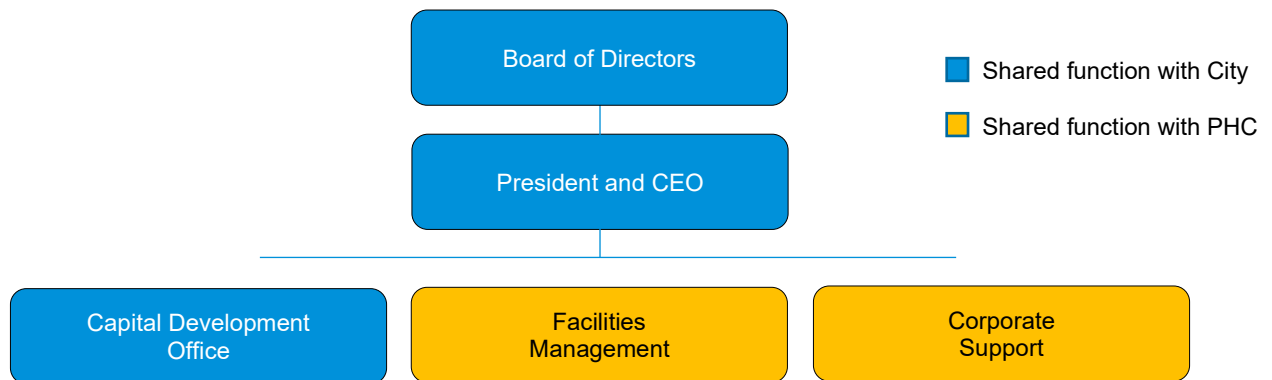 Board of Directors
Shared function with City
Shared function with PHC
President and CEO
Capital Development
Office
Facilities
Management
Corporate
Support